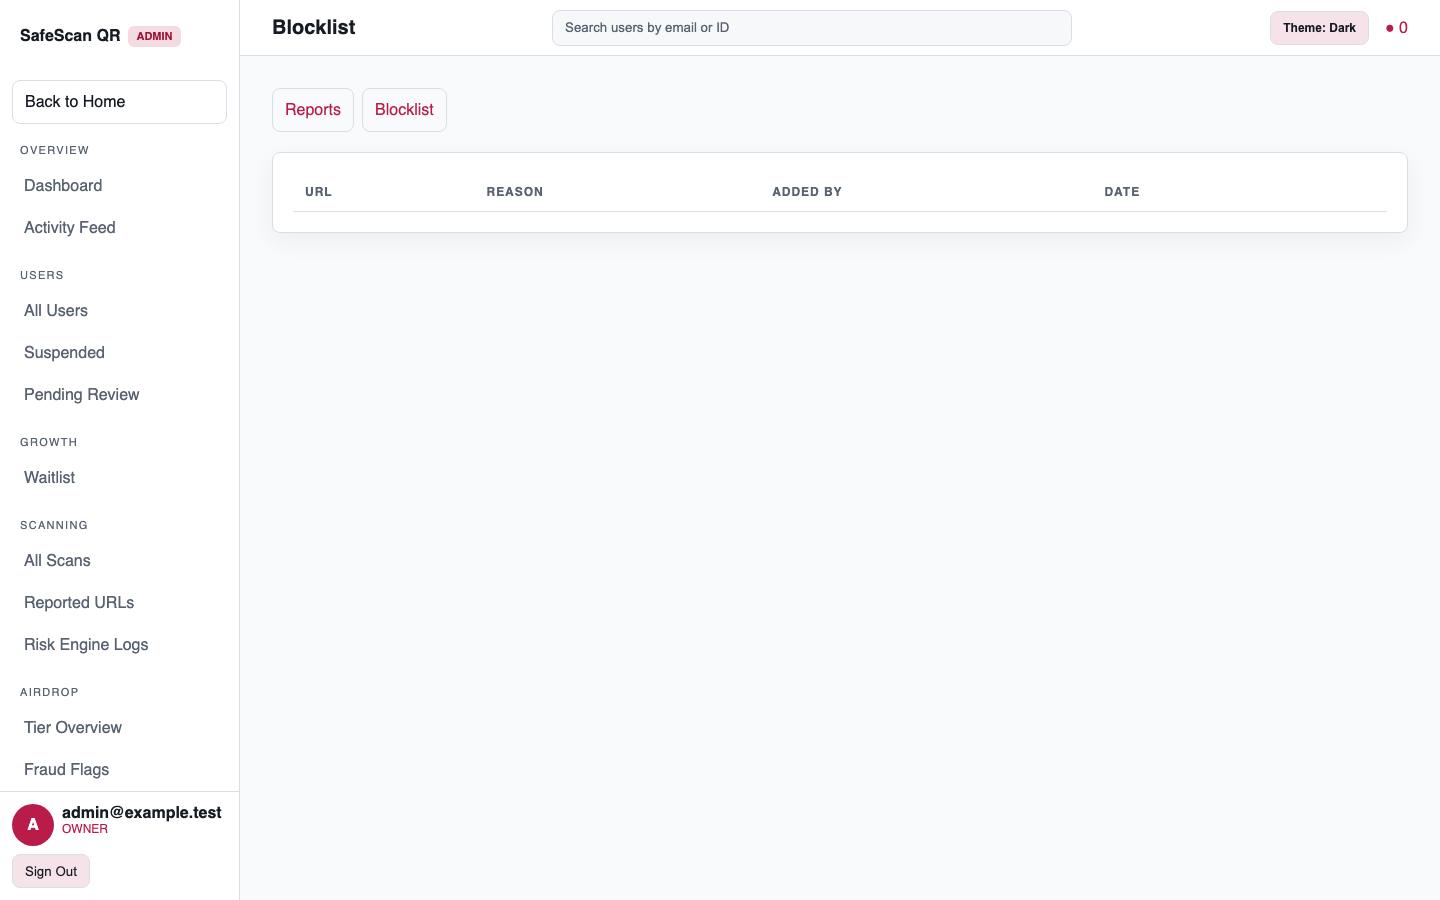 SafeScan QR ADMIN
Blocklist
Search users by email or ID
Theme: Dark
● 0
Back to Home
OVERVIEW
Dashboard
Activity Feed
USERS
All Users
Suspended
Pending Review
GROWTH
Waitlist
SCANNING
All Scans
Reported URLs
Risk Engine Logs
AIRDROP
Tier Overview
Fraud Flags
A
admin@example.test
OWNER
Sign Out
Reports Blocklist
URL REASON ADDED BY DATE